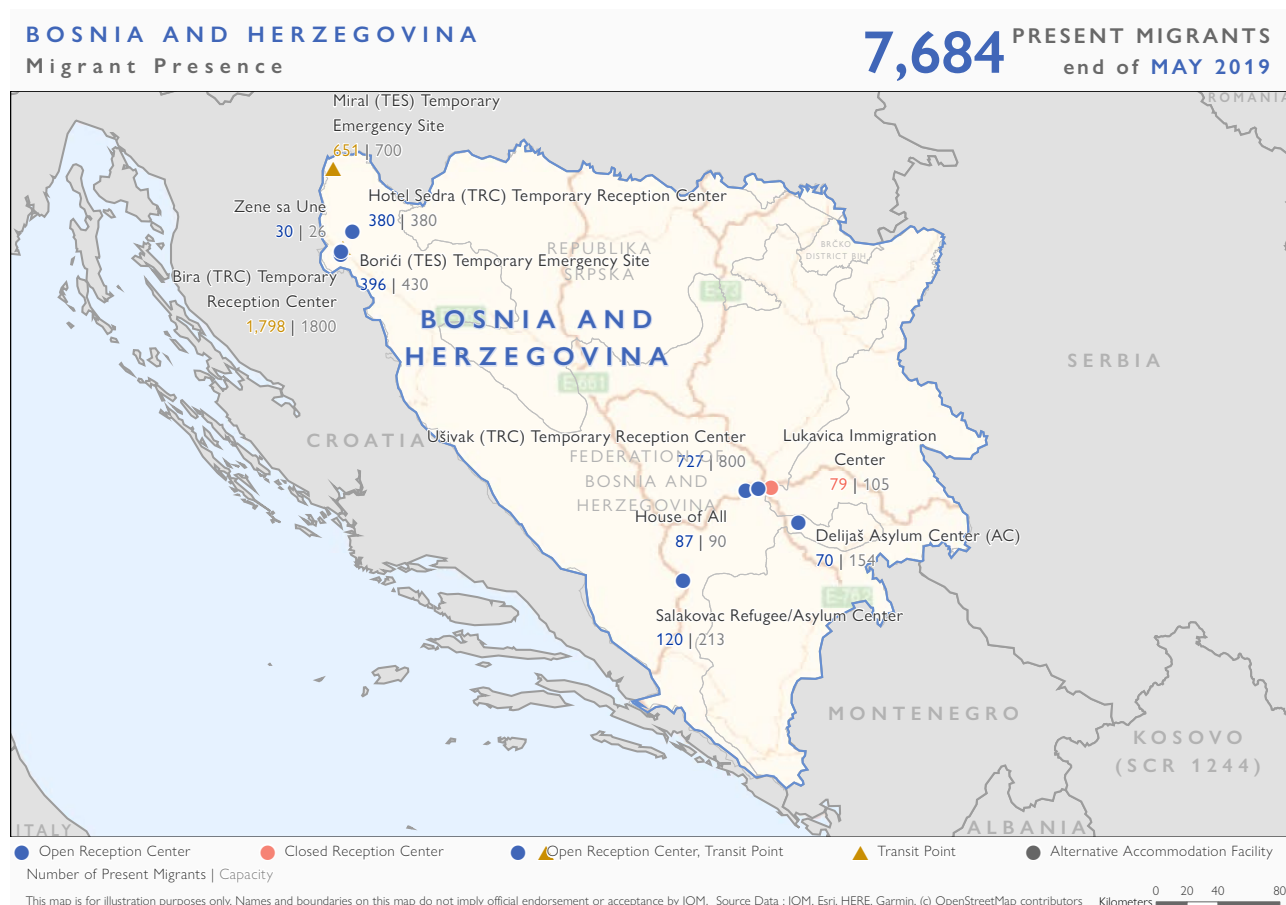 BOSNIA AND HERZEGOVINA
Migrant Presence
7,684 PRESENT MIGRANTS
end of MAY 2019
ROMANIA
Miral (TES) Temporary
Emergency Site
651 | 700
Hotel Sedra (TRC) Temporary Reception Center
380 | 380
Zene sa Une
30 | 26
Borići (TES) Temporary Emergency Site
396 | 430
Bira (TRC) Temporary
Reception Center
1,798 | 1800
REPUBLIKA
SRPSKA
BRČKO
DISTRICT BIH
E-73
BOSNIA AND
HERZEGOVINA
E-661
SERBIA
CROATIA
Ušivak (TRC) Temporary Reception Center
727 | 800
Lukavica Immigration
Center
79 | 105
FEDERATION OF
BOSNIA AND
HERZEGOVINA
House of All
87 | 90
Delijaš Asylum Center (AC)
70 | 154
E-762
Salakovac Refugee/Asylum Center
120 | 213
MONTENEGRO
KOSOVO
(SCR 1244)
ITALY
ALBANIA
Open Reception Center
Closed Reception Center
Open Reception Center, Transit Point
Transit Point
Alternative Accommodation Facility
Number of Present Migrants | Capacity
This map is for illustration purposes only. Names and boundaries on this map do not imply official endorsement or acceptance by IOM. Source Data : IOM, Esri, HERE, Garmin, (c) OpenStreetMap contributors
Kilometers
0 20 40 80